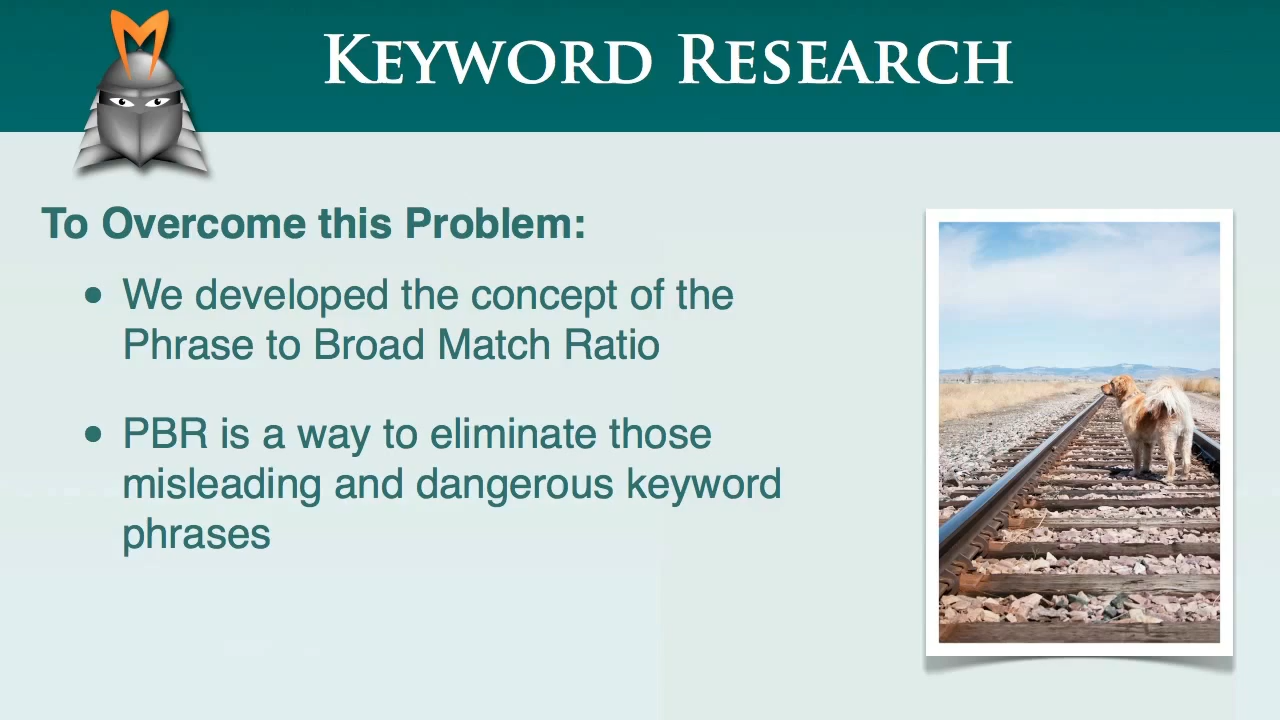 KEYWORD RESEARCH
To Overcome this Problem:
• We developed the concept of the
Phrase to Broad Match Ratio
• PBR is a way to eliminate those
misleading and dangerous keyword
phrases